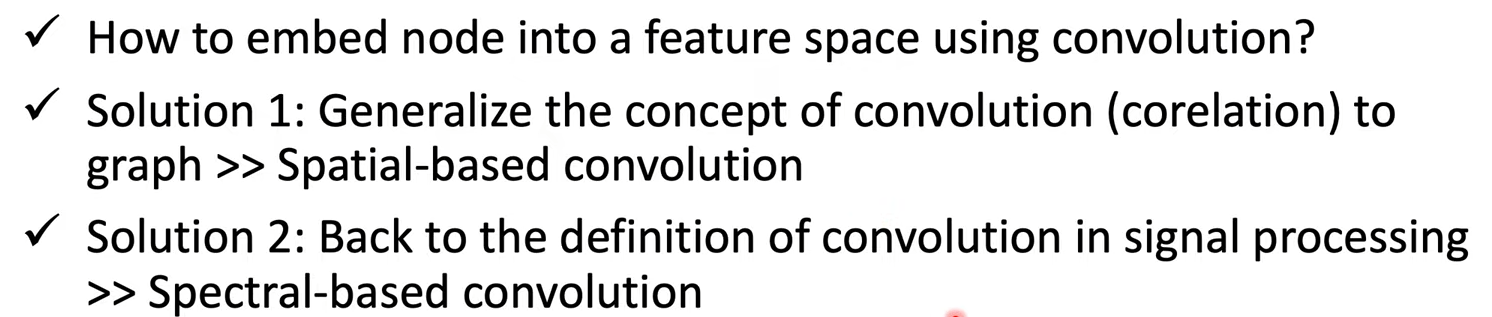 ✓ How to embed node into a feature space using convolution?
✓ Solution 1: Generalize the concept of convolution (corelation) to
graph >> Spatial-based convolution
✓ Solution 2: Back to the definition of convolution in signal processing
>> Spectral-based convolution